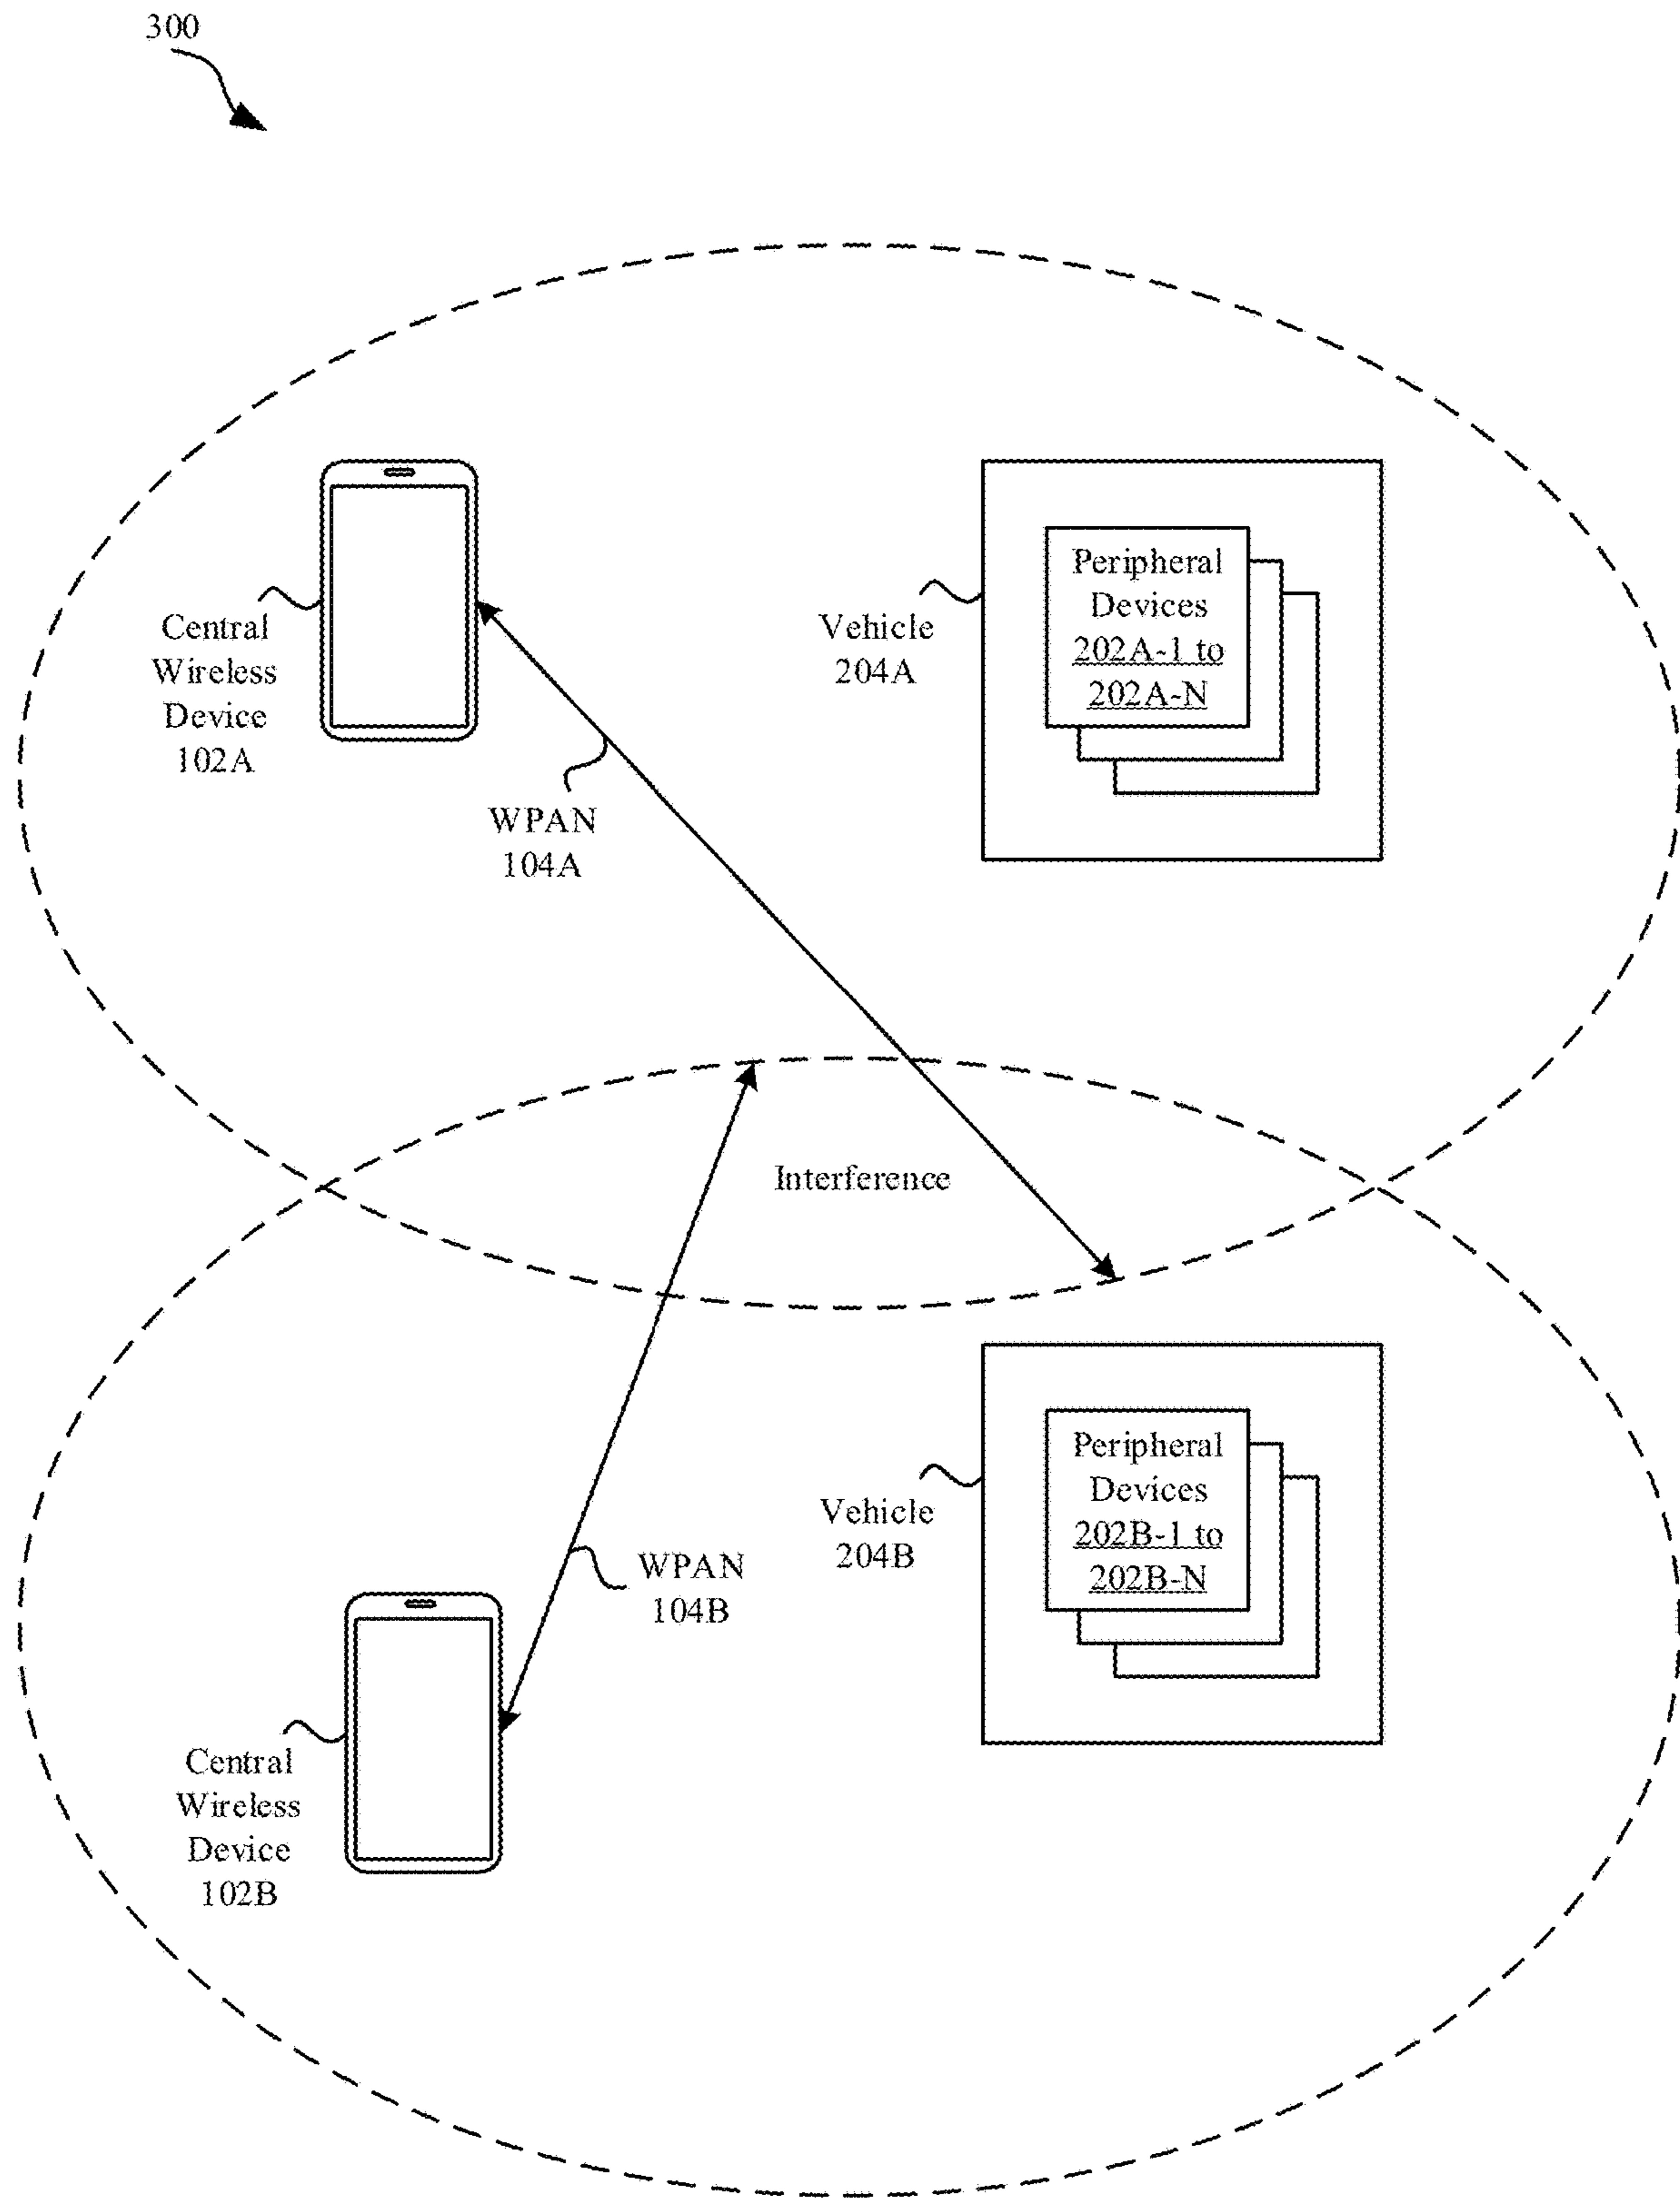 300
Central
Wireless
Device
102A
WPAN
104A
Vehicle
204A
Peripheral
Devices
202A-1 to
202A-N
Interference
Vehicle
204B
Peripheral
Devices
202B-1 to
202B-N
WPAN
104B
Central
Wireless
Device
102B